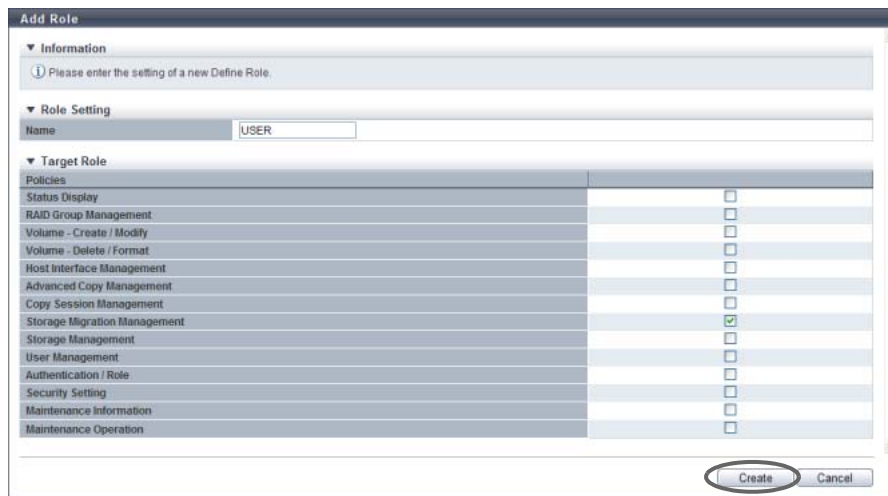 Add Role
Information
Please enter the setting of a new Define Role.
Role Setting
Name USER
Target Role
Policies
Status Display
RAID Group Management
Volume - Create / Modify
Volume - Delete / Format
Host Interface Management
Advanced Copy Management
Copy Session Management
Storage Migration Management
Storage Management
User Management
Authentication / Role
Security Setting
Maintenance Information
Maintenance Operation
Create Cancel